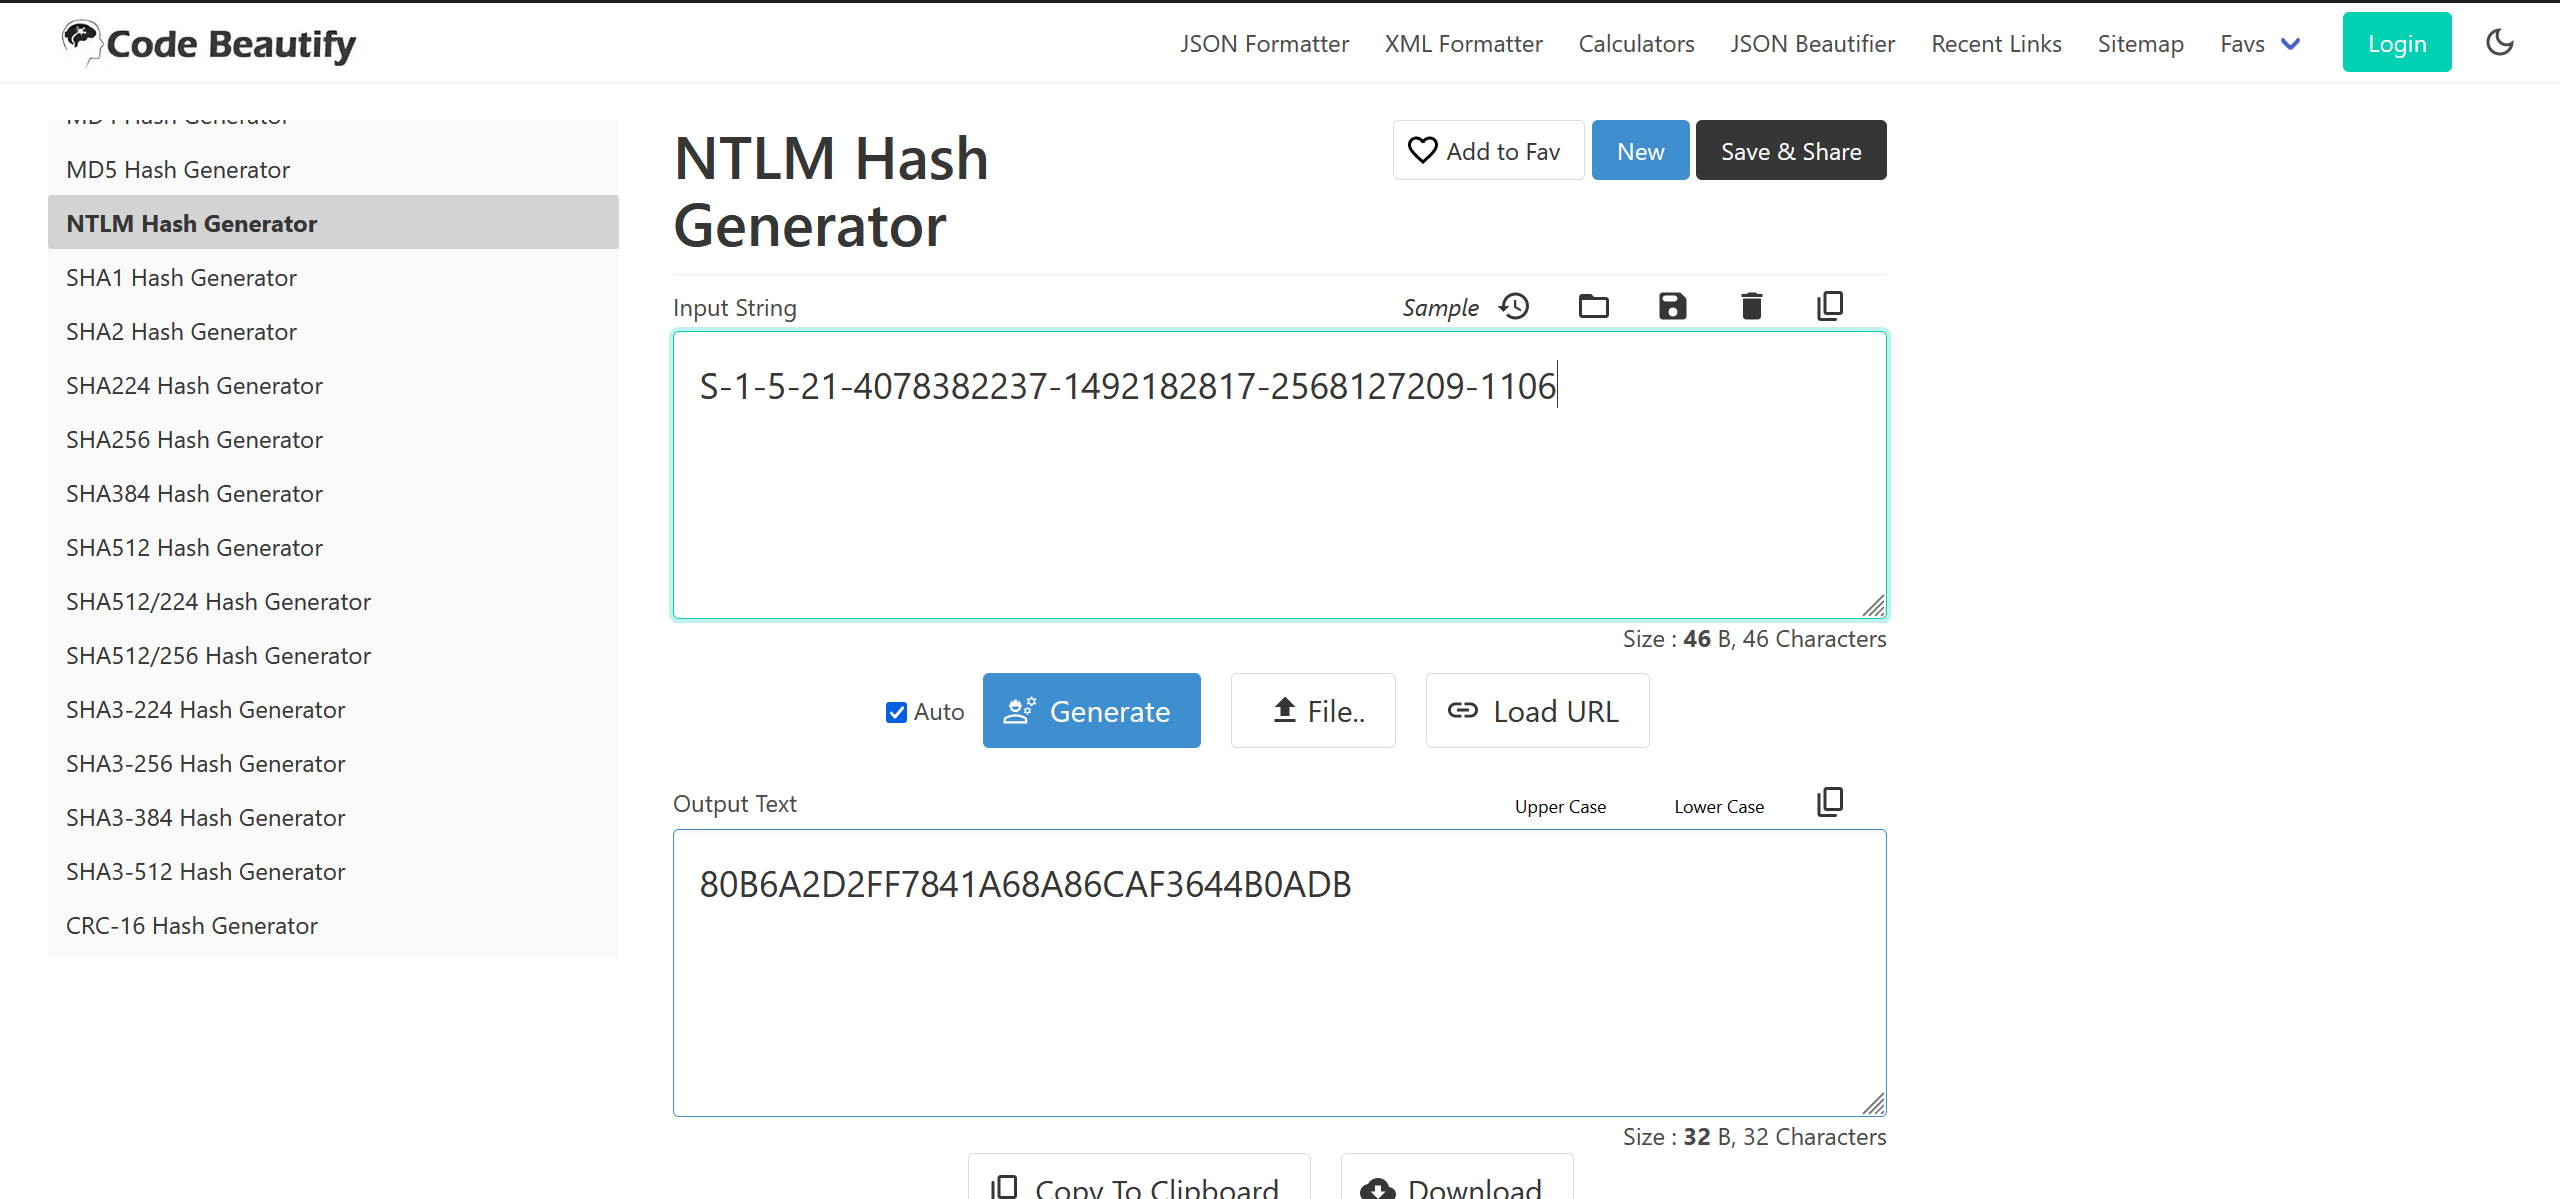 Code Beautify
JSON Formatter XML Formatter Calculators JSON Beautifier Recent Links Sitemap Favs Login
MD5 Hash Generator
NTLM Hash Generator
SHA1 Hash Generator
SHA2 Hash Generator
SHA224 Hash Generator
SHA256 Hash Generator
SHA384 Hash Generator
SHA512 Hash Generator
SHA512/224 Hash Generator
SHA512/256 Hash Generator
SHA3-224 Hash Generator
SHA3-256 Hash Generator
SHA3-384 Hash Generator
SHA3-512 Hash Generator
CRC-16 Hash Generator
NTLM Hash
Generator
Add to Fav New Save & Share
Input String Sample
S-1-5-21-4078382237-1492182817-2568127209-1106
Size : 46 B, 46 Characters
Auto Generate File.. Load URL
Output Text Upper Case Lower Case
80B6A2D2FF7841A68A86CAF3644B0ADB
Size : 32 B, 32 Characters
Copy To Clipboard Download